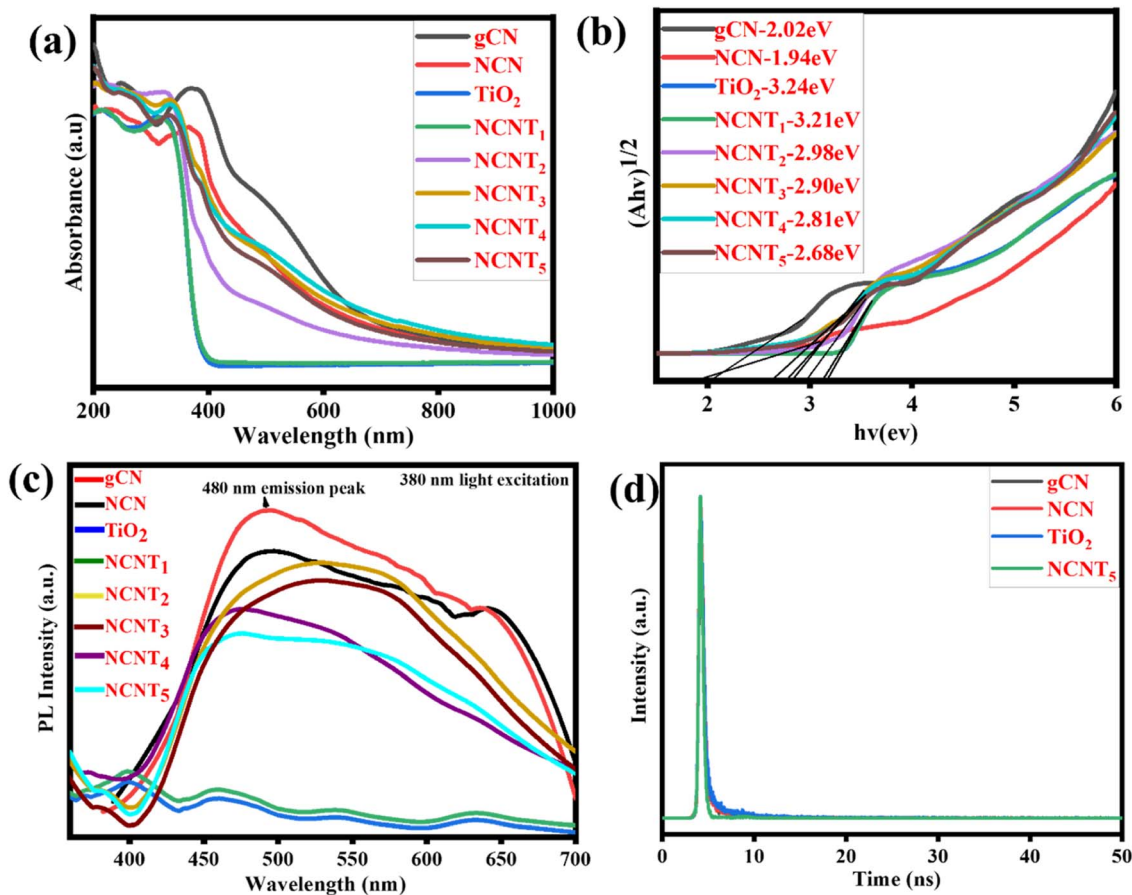 (a)
gCN
NCN
TiO₂
NCNT₁
NCNT₂
NCNT₃
NCNT₄
NCNT₅
Absorbance (a.u)
200 400 600 800 1000
Wavelength (nm)
(b)
gCN-2.02eV
NCN-1.94eV
TiO₂-3.24eV
NCNT₁-3.21eV
NCNT₂-2.98eV
NCNT₃-2.90eV
NCNT₄-2.81eV
NCNT₅-2.68eV
(Ahv)^1/2
2 3 4 5 6
hv(ev)
(c)
gCN
NCN
TiO₂
NCNT₁
NCNT₂
NCNT₃
NCNT₄
NCNT₅
480 nm emission peak
380 nm light excitation
PL Intensity (a.u.)
400 450 500 550 600 650 700
Wavelength (nm)
(d)
gCN
NCN
TiO₂
NCNT₅
Intensity (a.u.)
0 10 20 30 40 50
Time (ns)